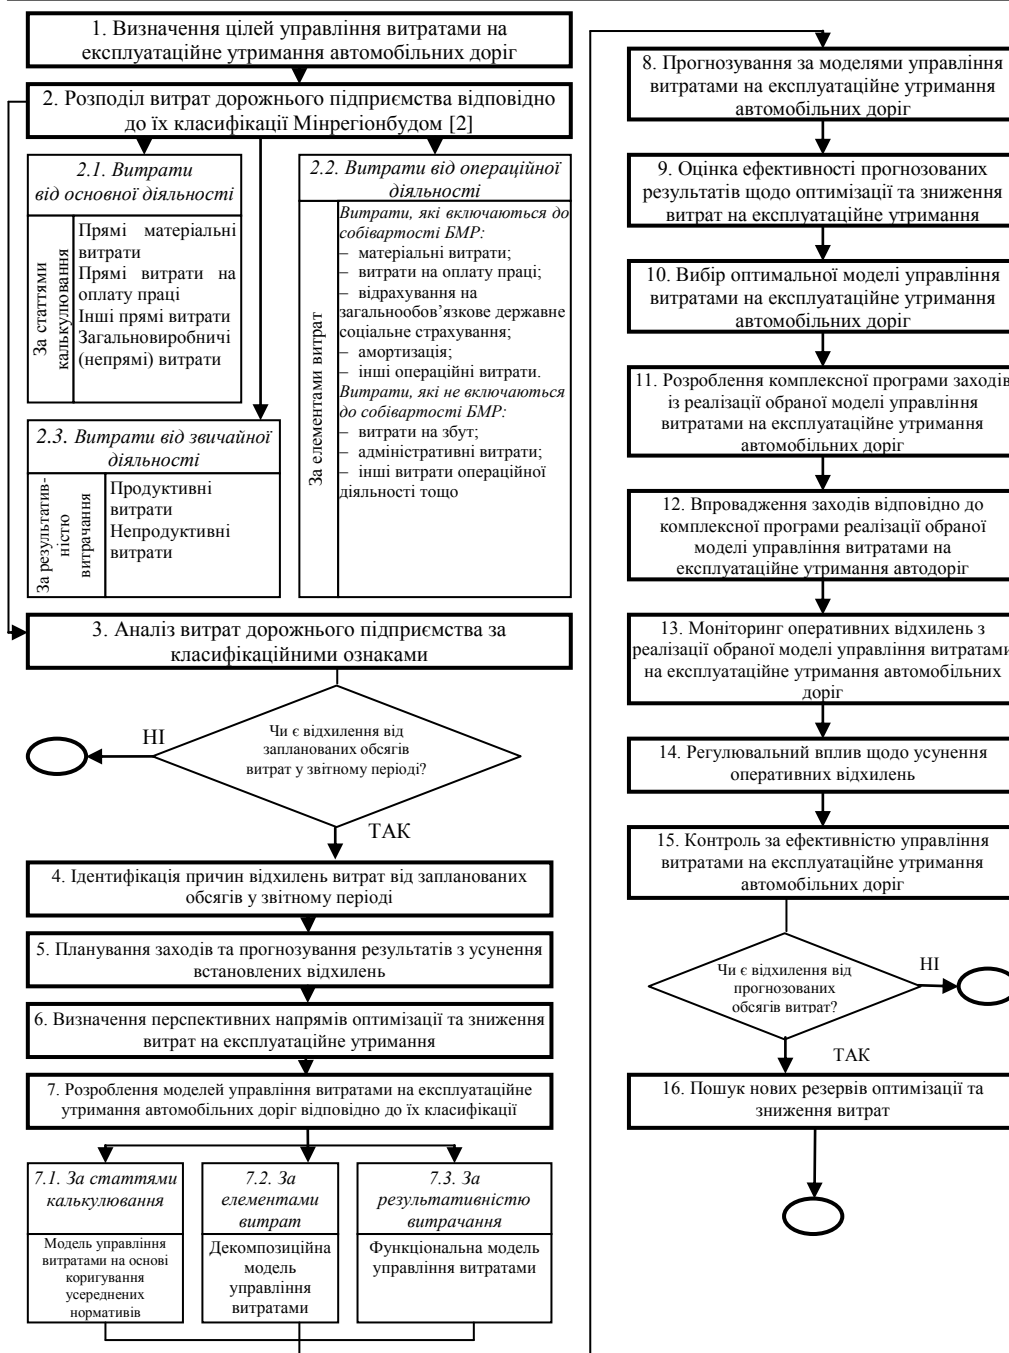 1. Визначення цілей управління витратами на
експлуатаційне утримання автомобільних доріг
2. Розподіл витрат дорожнього підприємства відповідно
до їх класифікації Мінрегіонбудом [2]
2.1. Витрати
від основної діяльності
За статтями
калькулювання
Прямі матеріальні
витрати
Прямі витрати на
оплату праці
Інші прямі витрати
Загальновиробничі
(непрямі) витрати
2.2. Витрати від операційної
діяльності
За елементами витрат
Витрати, які включаються до
собівартості БМР:
– матеріальні витрати;
– витрати на оплату праці;
– відрахування на
загальнообов’язкове державне
соціальне страхування;
– амортизація;
– інші операційні витрати.
Витрати, які не включаються
до собівартості БМР:
– витрати на збут;
– адміністративні витрати;
– інші витрати операційної
діяльності тощо
2.3. Витрати від звичайної
діяльності
За результатив-
ністю
витрачання
Продуктивні
витрати
Непродуктивні
витрати
3. Аналіз витрат дорожнього підприємства за
класифікаційними ознаками
Чи є відхилення від
запланованих обсягів
витрат у звітному періоді?
НІ
ТАК
4. Ідентифікація причин відхилень витрат від запланованих
обсягів у звітному періоді
5. Планування заходів та прогнозування результатів з усунення
встановлених відхилень
6. Визначення перспективних напрямів оптимізації та зниження
витрат на експлуатаційне утримання
7. Розроблення моделей управління витратами на експлуатаційне
утримання автомобільних доріг відповідно до їх класифікації
7.1. За статтями
калькулювання
Модель управління
витратами на основі
коригування
усереднених
нормативів
7.2. За
елементами
витрат
Декомпозиційна
модель
управління
витратами
7.3. За
результативністю
витрачання
Функціональна модель
управління витратами
8. Прогнозування за моделями управління
витратами на експлуатаційне утримання
автомобільних доріг
9. Оцінка ефективності прогнозованих
результатів щодо оптимізації та зниження
витрат на експлуатаційне утримання
10. Вибір оптимальної моделі управління
витратами на експлуатаційне утримання
автомобільних доріг
11. Розроблення комплексної програми заходів
із реалізації обраної моделі управління
витратами на експлуатаційне утримання
автомобільних доріг
12. Впровадження заходів відповідно до
комплексної програми реалізації обраної
моделі управління витратами на
експлуатаційне утримання автодоріг
13. Моніторинг оперативних відхилень з
реалізації обраної моделі управління витратами
на експлуатаційне утримання автомобільних
доріг
14. Регулювальний вплив щодо усунення
оперативних відхилень
15. Контроль за ефективністю управління
витратами на експлуатаційне утримання
автомобільних доріг
Чи є відхилення від
прогнозованих
обсягів витрат?
НІ
ТАК
16. Пошук нових резервів оптимізації та
зниження витрат